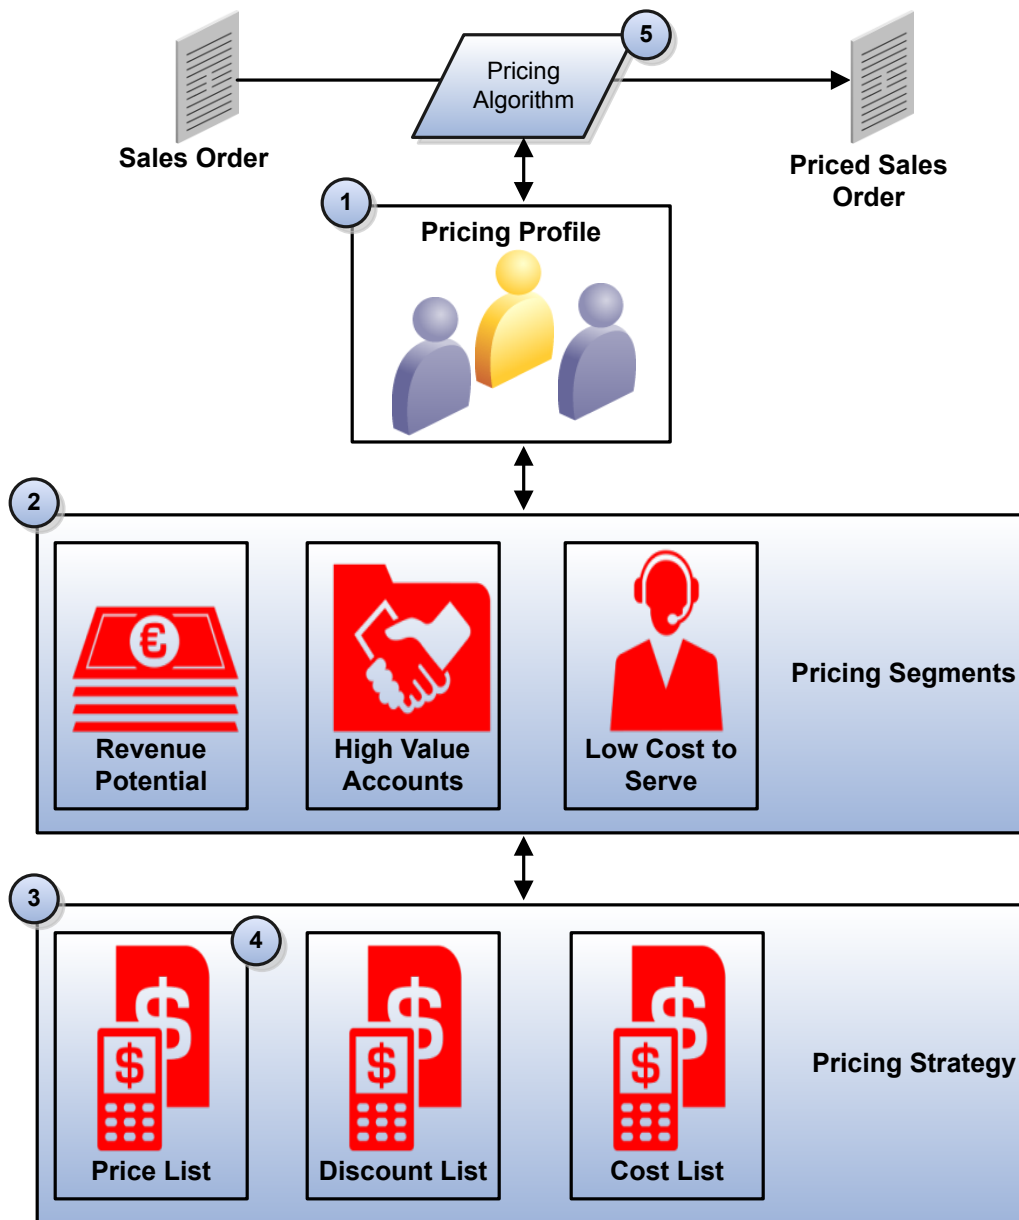 5
Pricing
Algorithm
Sales Order
Priced Sales
Order
1
Pricing Profile
2
€
Revenue
Potential
High Value
Accounts
Low Cost to
Serve
Pricing Segments
3
4
$
$
Price List
$
$
Discount List
$
$
Cost List
Pricing Strategy